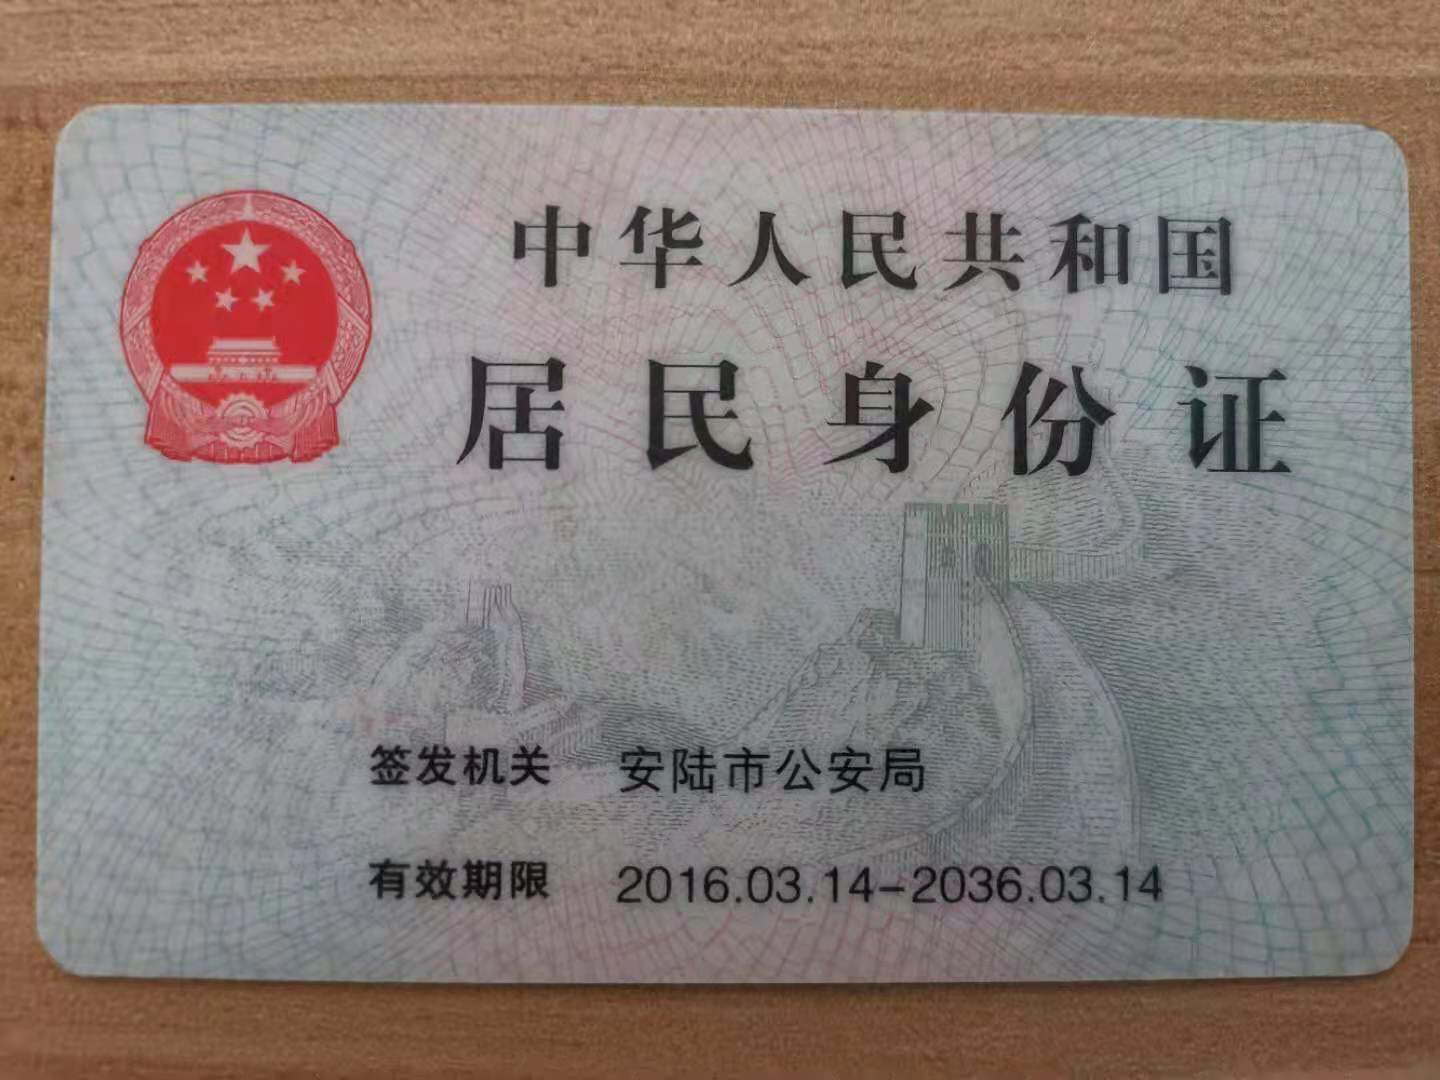 中华人民共和国
居民身份证
签发机关 安陆市公安局
有效期限 2016.03.14-2036.03.14